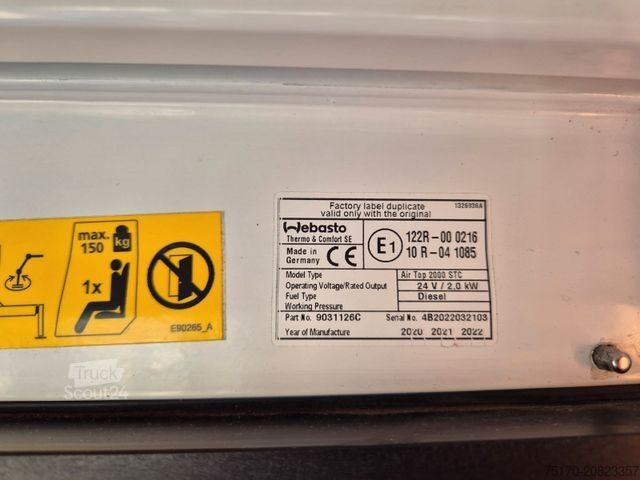 max.
150
kg
1x
E90265_A
Factory label duplicate
valid only with the original
1326936A
Webasto
Thermo & Comfort SE
Made in
Germany
CE
E1
122R-00 0216
10 R-04 1085
Model Type Air Top 2000 STC
Operating Voltage/Rated Output 24 V / 2,0 kW
Fuel Type Diesel
Working Pressure
Part No. 9031126C Serial No. 4B2022032103
Year of Manufacture 2020 2021 2022
Truck
Scout24
75170-20823357